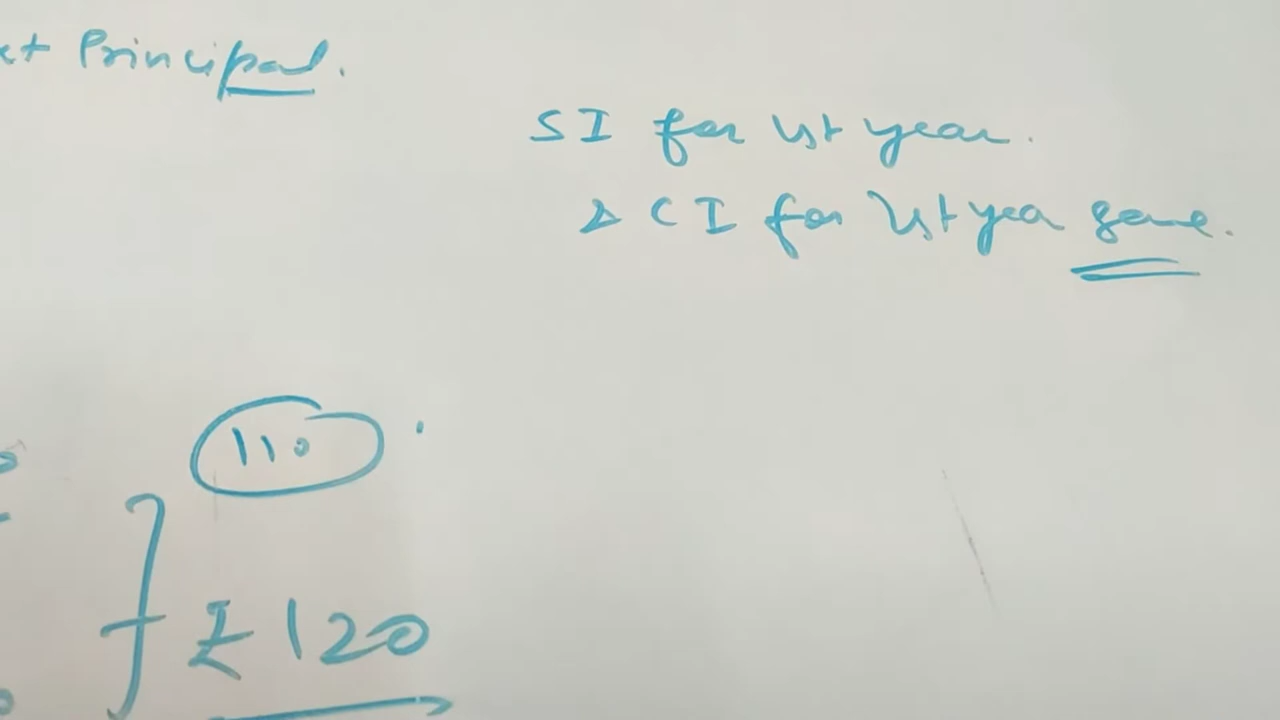 Principal.
SI for 1st year.
& CI for 1st year same.
110
₹ 120